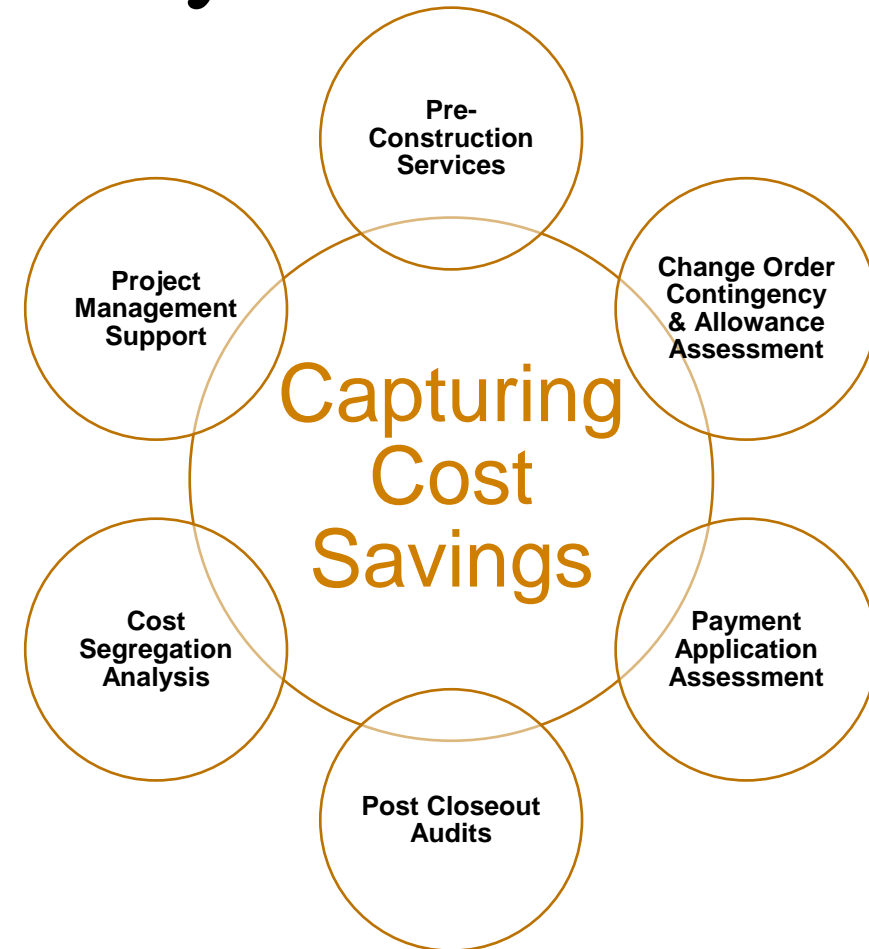 Pre-
Construction
Services
Change Order
Contingency
& Allowance
Assessment
Payment
Application
Assessment
Post Closeout
Audits
Cost
Segregation
Analysis
Project
Management
Support
Capturing
Cost
Savings